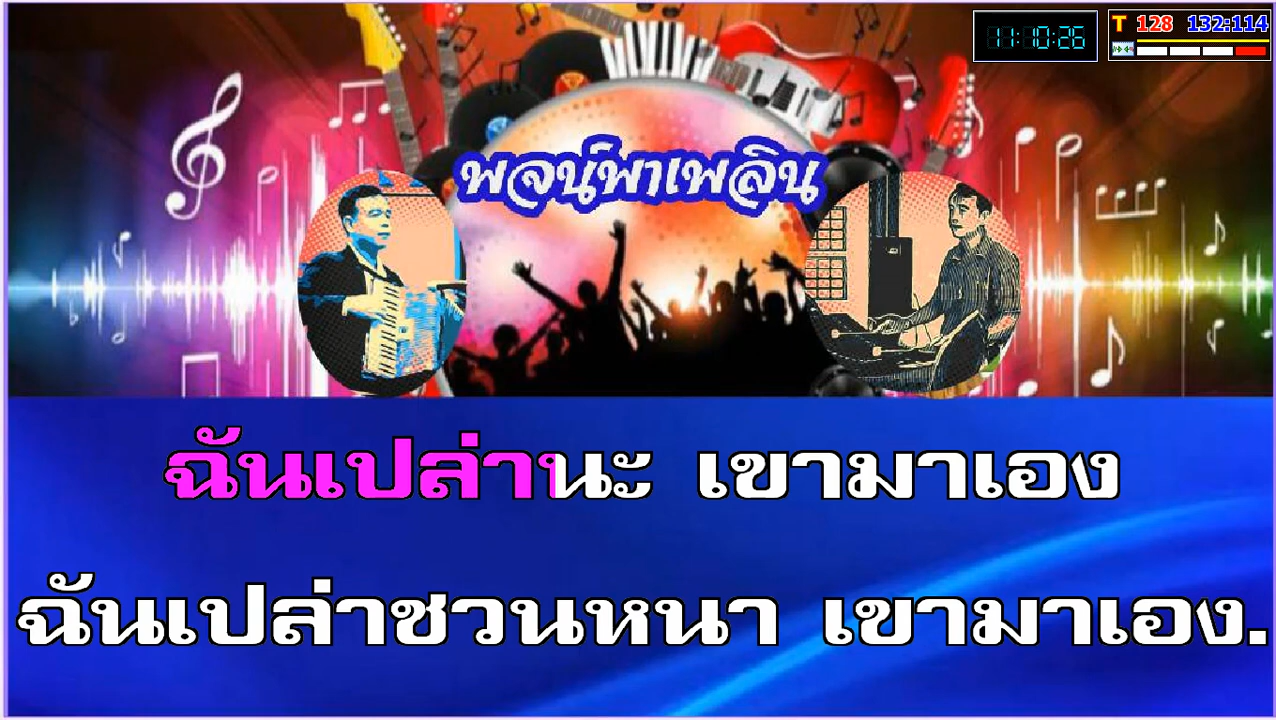 11:10:26
T 128 132:114
พจน์พาเพลิน
ฉันเปล่านะ เขามาเอง
ฉันเปล่าชวนหนา เขามาเอง.